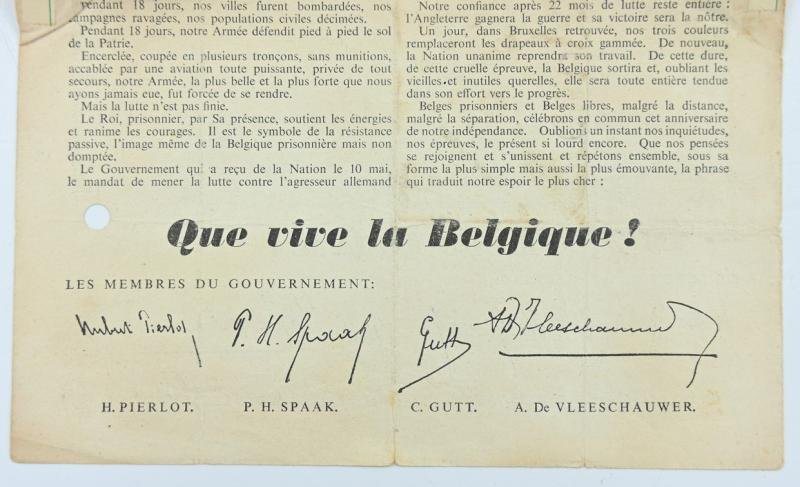 pendant 18 jours, nos villes furent bombardées, nos
campagnes ravagées, nos populations civiles décimées.
Pendant 18 jours, notre Armée défendit pied à pied le sol
de la Patrie.
Encerclée, coupée en plusieurs tronçons, sans munitions,
accablée par une aviation toute puissante, privée de tout
secours, notre Armée, la plus belle et la plus forte que nous
ayons jamais eue, fut forcée de se rendre.
Mais la lutte n'est pas finie.
Le Roi, prisonnier, par Sa présence, soutient les énergies
et ranime les courages. Il est le symbole de la résistance
passive, l'image même de la Belgique prisonnière mais non
domptée.
Le Gouvernement qui a reçu de la Nation le 10 mai,
le mandat de mener la lutte contre l'agresseur allemand
Notre confiance après 22 mois de lutte reste entière :
l'Angleterre gagnera la guerre et sa victoire sera la nôtre.
Un jour, dans Bruxelles retrouvée, nos trois couleurs
remplaceront les drapeaux à croix gammée. De nouveau,
la Nation unanime reprendra son travail. De cette dure,
de cette cruelle épreuve, la Belgique sortira et, oubliant les
vieilles et inutiles querelles, elle sera toute entière tendue
dans son effort vers le progrès.
Belges prisonniers et Belges libres, malgré la distance,
malgré la séparation, célébrons en commun cet anniversaire
de notre indépendance. Oublions un instant nos inquiétudes,
nos épreuves, le présent si lourd encore. Que nos pensées
se rejoignent et s'unissent et répétons ensemble, sous sa
forme la plus simple mais aussi la plus émouvante, la phrase
qui traduit notre espoir le plus cher :
Que vive la Belgique !
LES MEMBRES DU GOUVERNEMENT:
Hubert Pierlot P. H. Spaak Gutt A De Vleeschauwer
H. PIERLOT. P. H. SPAAK. C. GUTT. A. De VLEESCHAUWER.